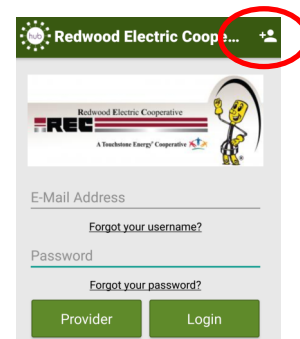 hub Redwood Electric Coope...
Redwood Electric Cooperative
REC
A Touchstone Energy® Cooperative
E-Mail Address
Forgot your username?
Password
Forgot your password?
Provider Login